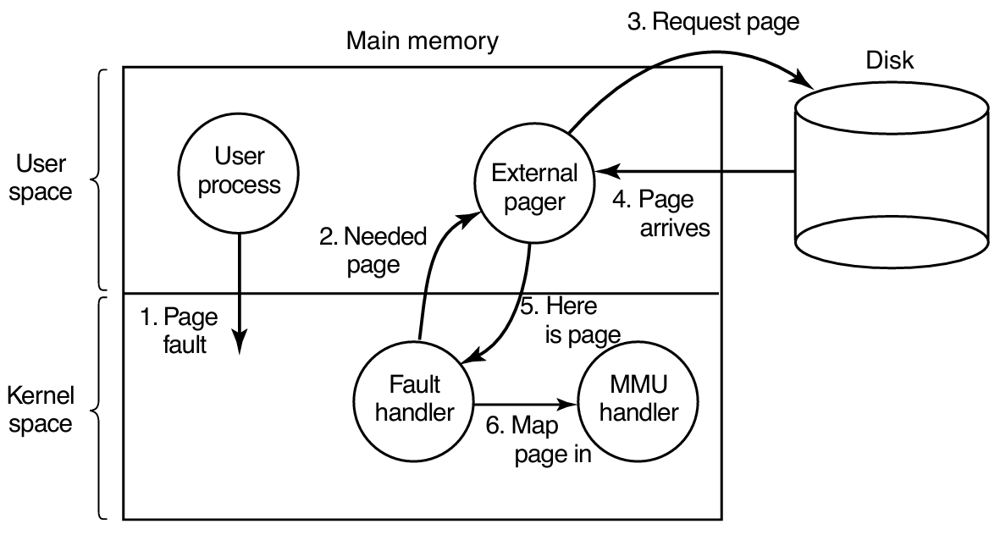 3. Request page
Main memory
Disk
User
process
External
pager
User
space
4. Page
arrives
2. Needed
page
1. Page
fault
5. Here
is page
Kernel
space
Fault
handler
MMU
handler
6. Map
page in